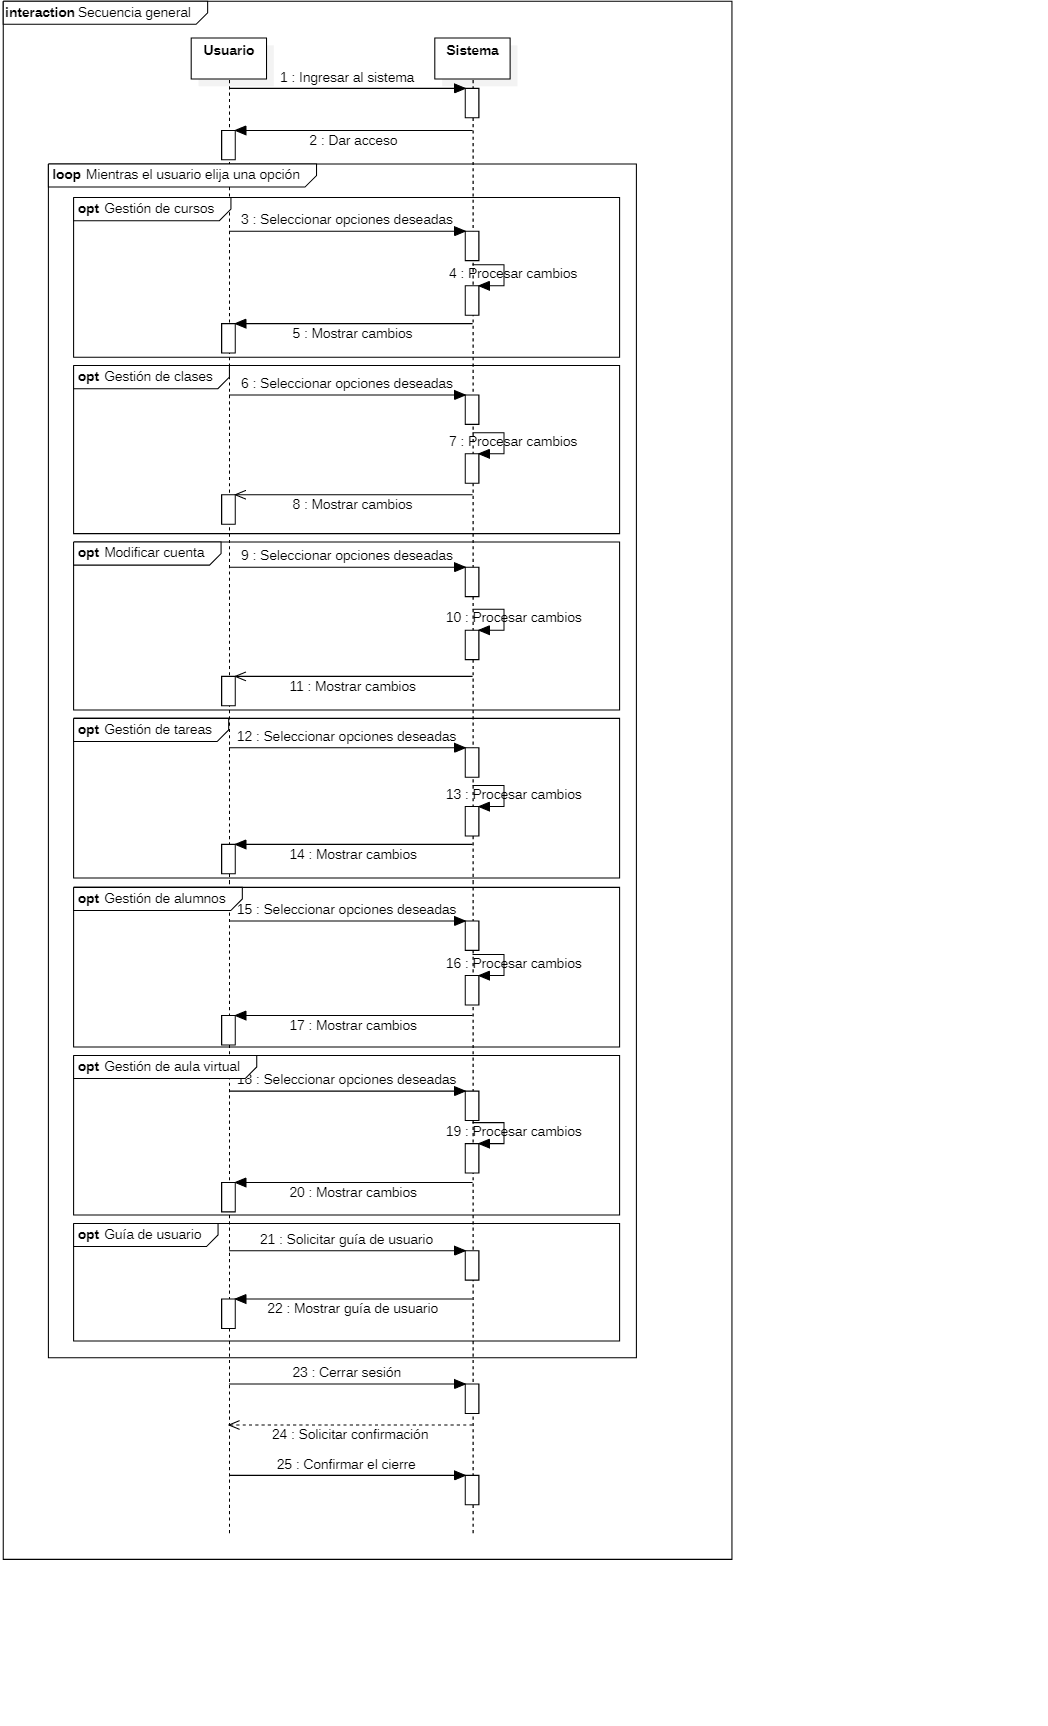 interaction Secuencia general
Usuario
Sistema
1 : Ingresar al sistema
2 : Dar acceso
loop Mientras el usuario elija una opción
opt Gestión de cursos
3 : Seleccionar opciones deseadas
4 : Procesar cambios
5 : Mostrar cambios
opt Gestión de clases
6 : Seleccionar opciones deseadas
7 : Procesar cambios
8 : Mostrar cambios
opt Modificar cuenta
9 : Seleccionar opciones deseadas
10 : Procesar cambios
11 : Mostrar cambios
opt Gestión de tareas
12 : Seleccionar opciones deseadas
13 : Procesar cambios
14 : Mostrar cambios
opt Gestión de alumnos
15 : Seleccionar opciones deseadas
16 : Procesar cambios
17 : Mostrar cambios
opt Gestión de aula virtual
18 : Seleccionar opciones deseadas
19 : Procesar cambios
20 : Mostrar cambios
opt Guía de usuario
21 : Solicitar guía de usuario
22 : Mostrar guía de usuario
23 : Cerrar sesión
24 : Solicitar confirmación
25 : Confirmar el cierre